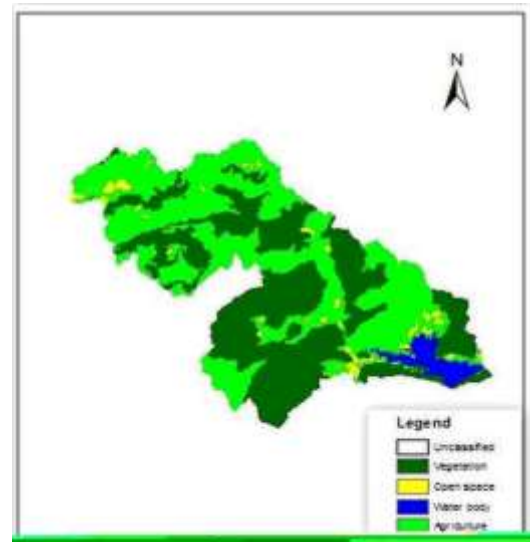 N
Legend
Unclassified
Vegetation
Open space
Water body
Agriculture